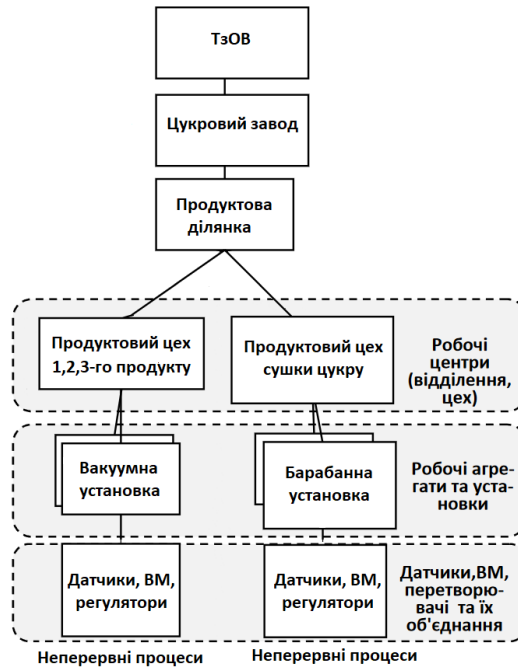 ТзОВ
Цукровий завод
Продуктова
ділянка
Продуктовий цех
1,2,3-го продукту
Продуктовий цех
сушки цукру
Робочі
центри
(відділення,
цех)
Вакуумна
установка
Барабанна
установка
Робочі агре-
гати та уста-
новки
Датчики, ВМ,
регулятори
Датчики, ВМ,
регулятори
Датчики,ВМ,
перетворю-
вачі та їх
об'єднання
Неперервні процеси
Неперервні процеси